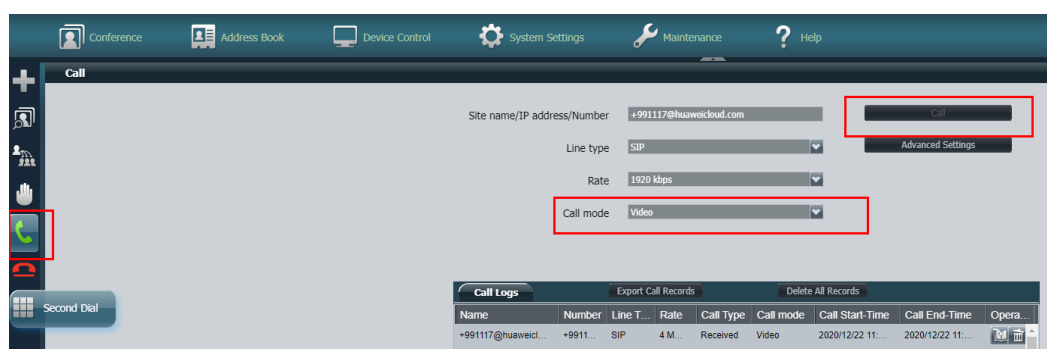 Conference Address Book Device Control System Settings Maintenance ? Help
Call
Site name/IP address/Number +991117@huaweicloud.com Call
Line type SIP Advanced Settings
Rate 1920 kbps
Call mode Video
Second Dial
Call Logs Export Call Records Delete All Records
Name Number Line T... Rate Call Type Call mode Call Start-Time Call End-Time Opera...
+991117@huaweicl... +9911... SIP 4 M... Received Video 2020/12/22 11:... 2020/12/22 11:...